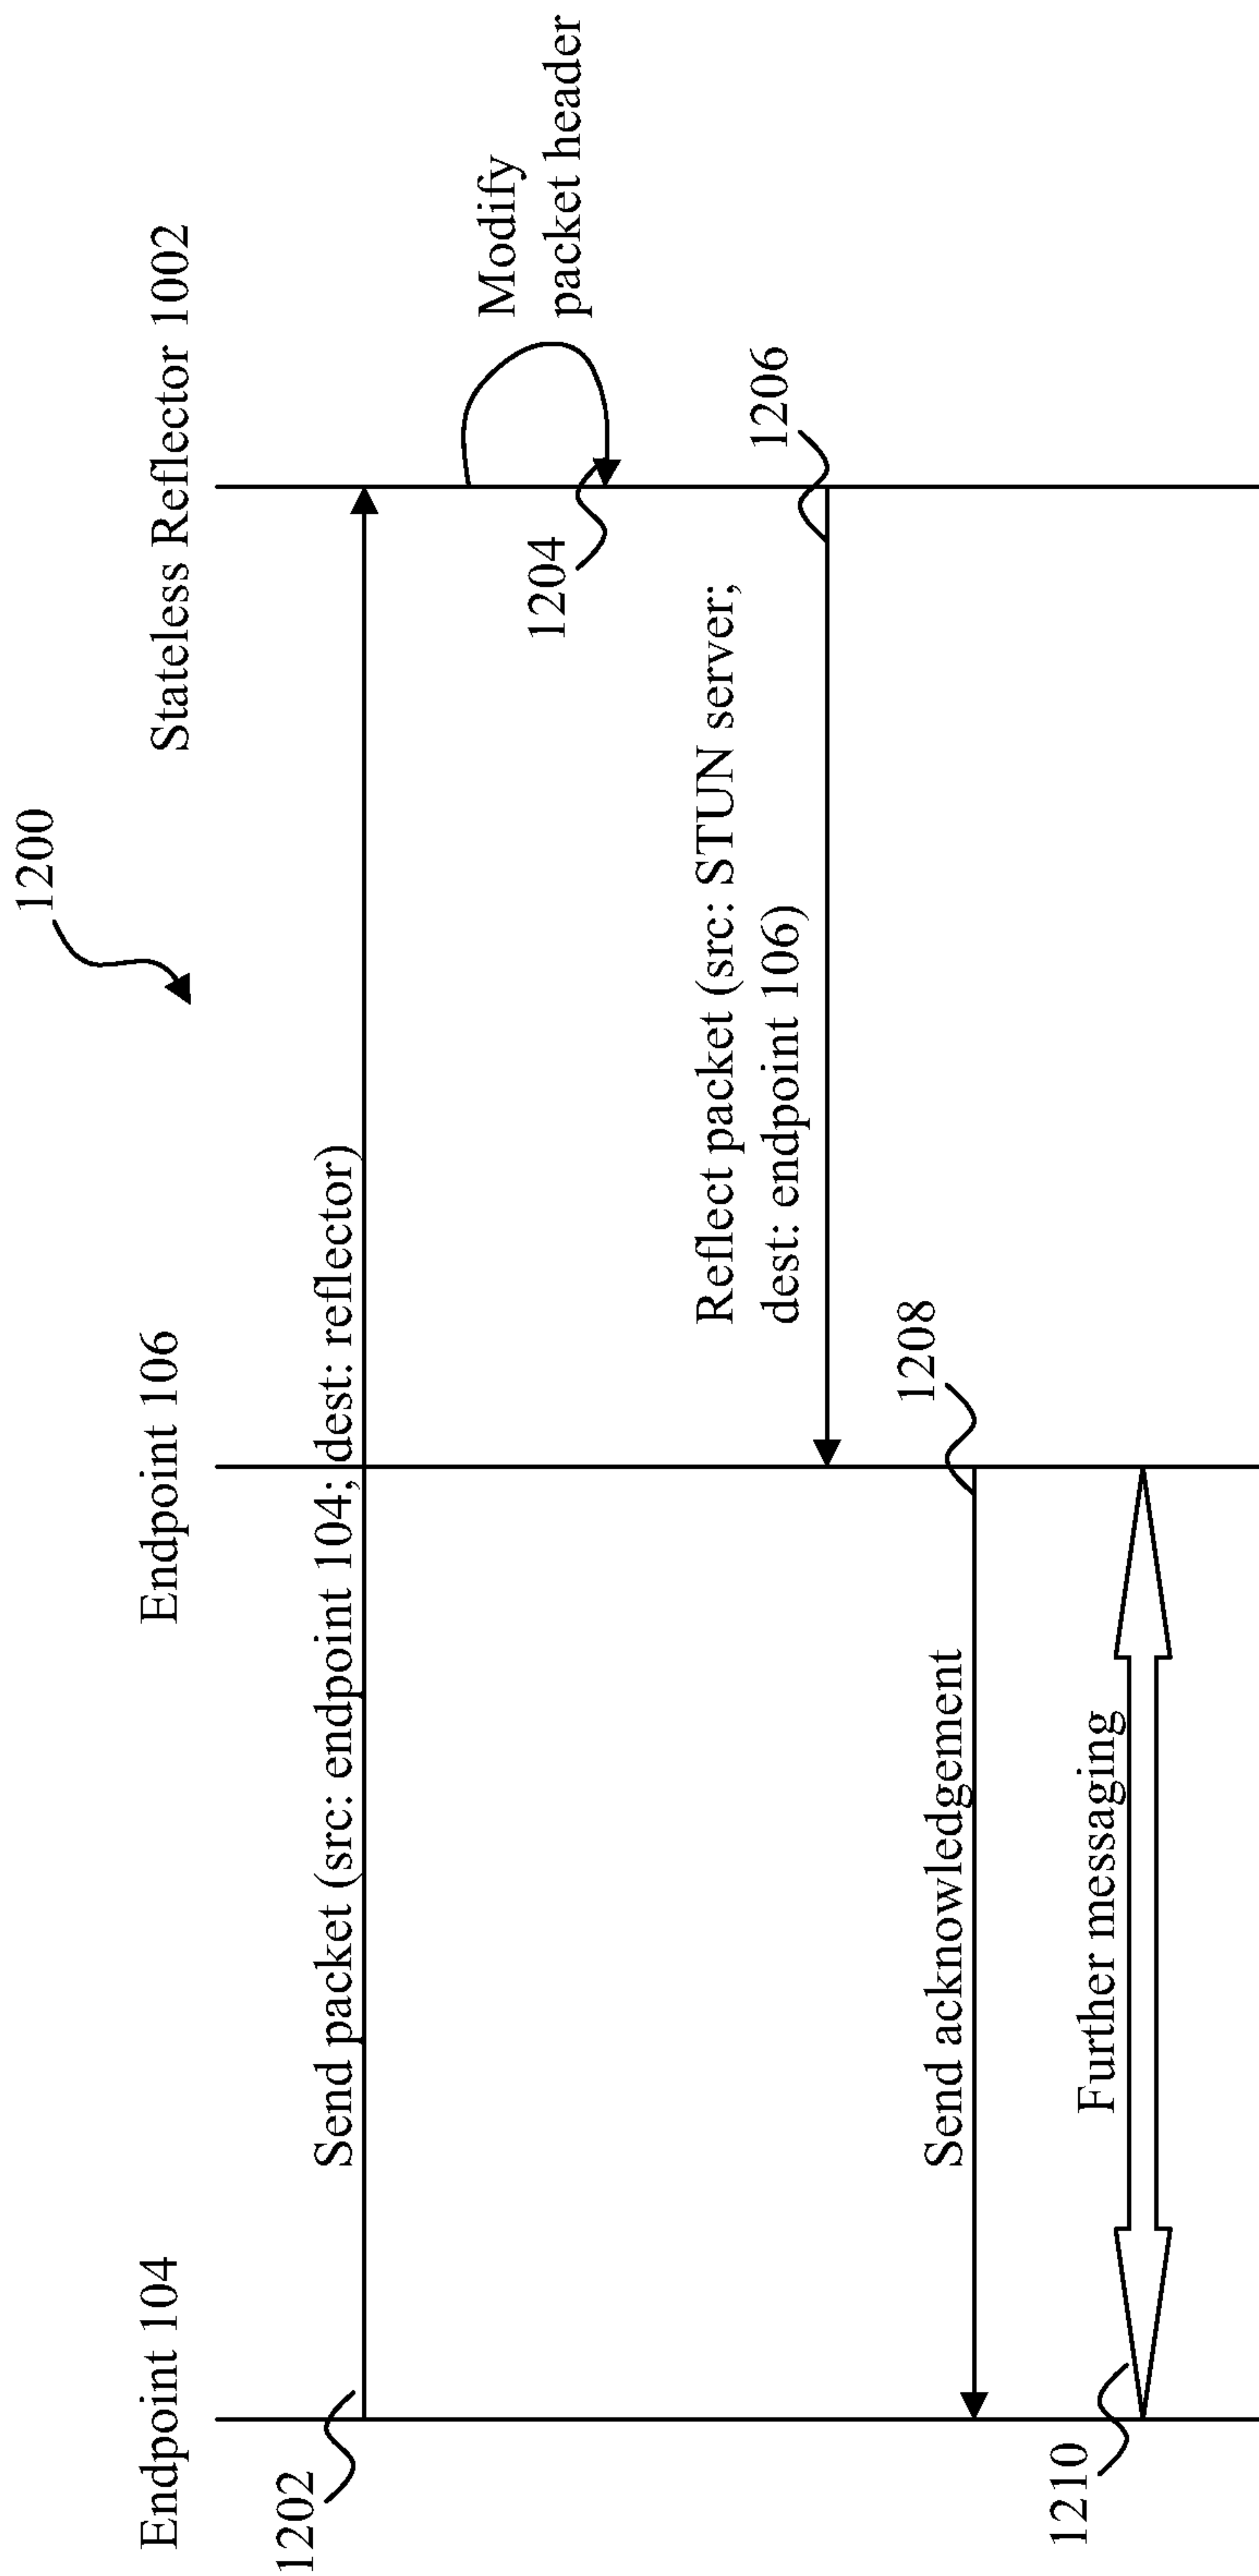 1200
Endpoint 104
Endpoint 106
Stateless Reflector 1002
1202
Send packet (src: endpoint 104; dest: reflector)
Modify
packet header
1204
Reflect packet (src: STUN server;
dest: endpoint 106)
1206
1208
Send acknowledgement
1210
Further messaging